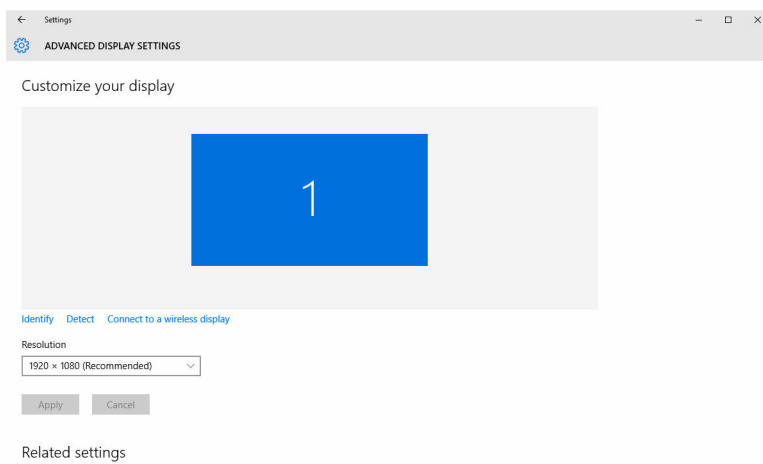 Settings
ADVANCED DISPLAY SETTINGS
Customize your display
1
Identify Detect Connect to a wireless display
Resolution
1920 × 1080 (Recommended)
Apply Cancel
Related settings